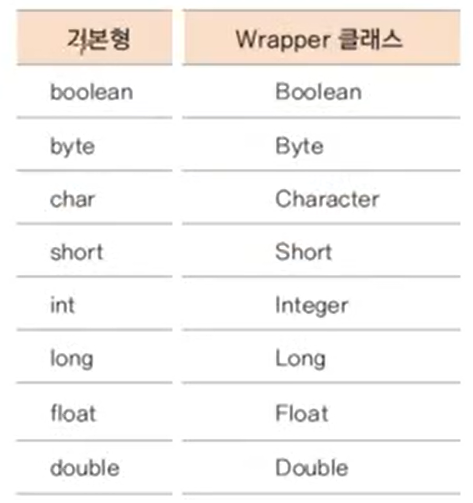 기본형 Wrapper 클래스
boolean Boolean
byte Byte
char Character
short Short
int Integer
long Long
float Float
double Double